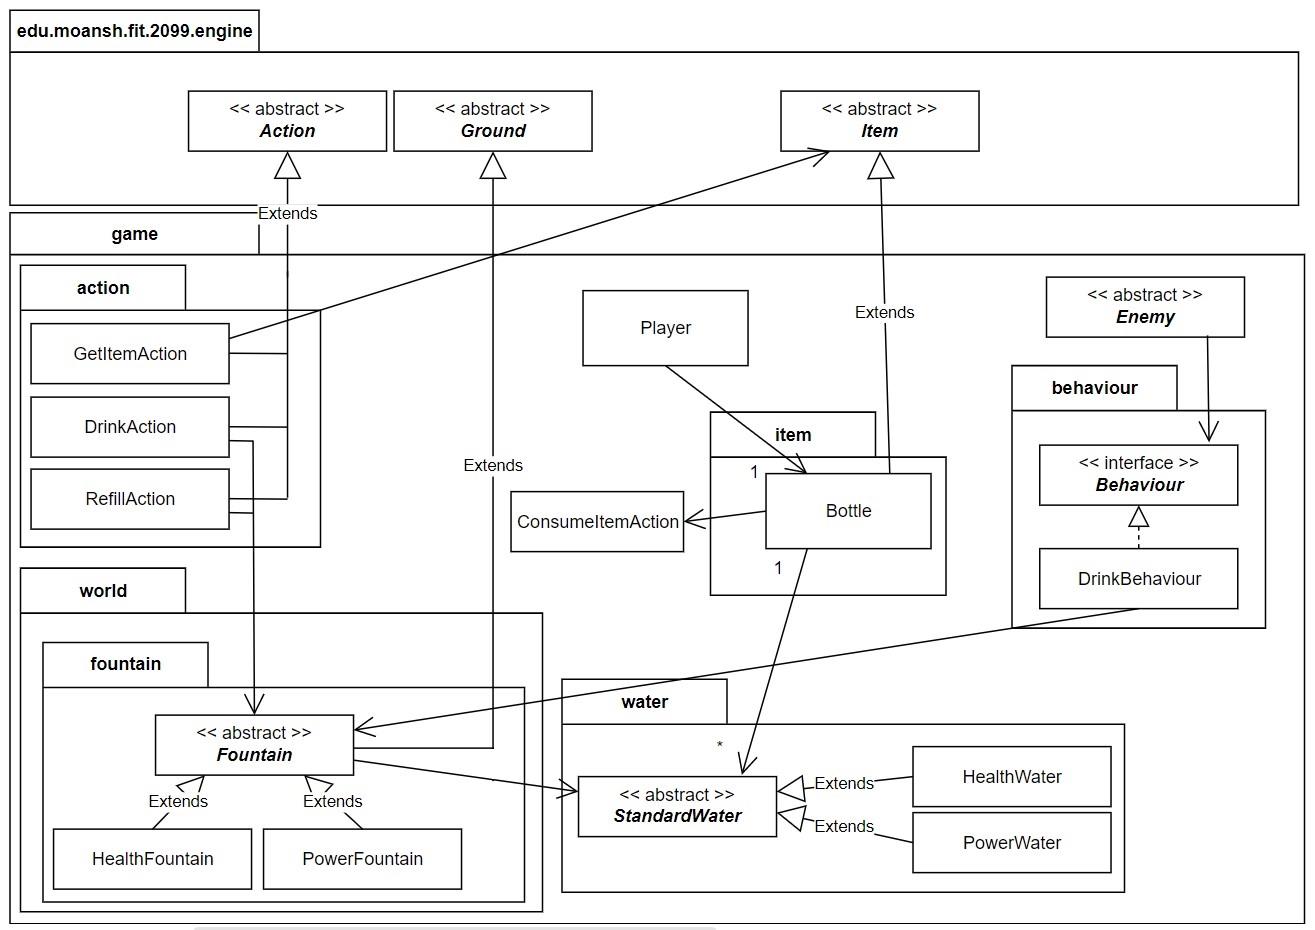 edu.moansh.fit.2099.engine
<< abstract >>
Action
<< abstract >>
Ground
<< abstract >>
Item
Extends
game
action
GetItemAction
DrinkAction
RefillAction
Extends
Player
Extends
<< abstract >>
Enemy
behaviour
<< interface >>
Behaviour
DrinkBehaviour
item
1
Bottle
1
ConsumeItemAction
world
fountain
<< abstract >>
Fountain
Extends
Extends
HealthFountain
PowerFountain
water
*
<< abstract >>
StandardWater
Extends
Extends
HealthWater
PowerWater